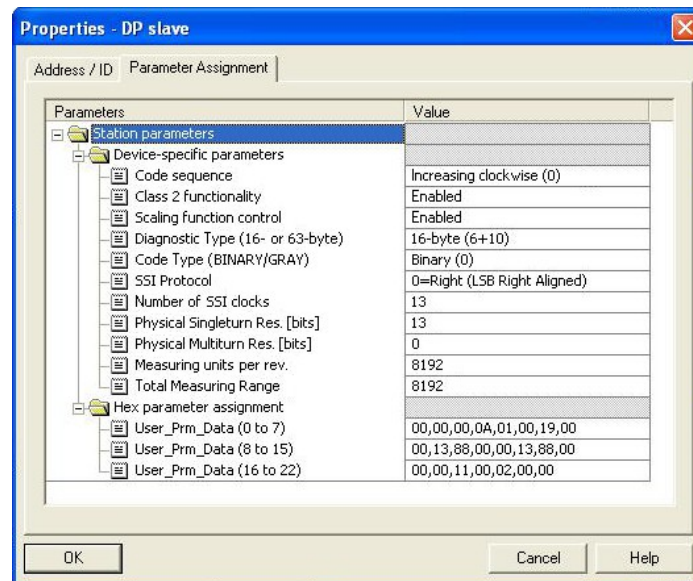 Properties - DP slave
Address / ID Parameter Assignment
Parameters Value
Station parameters
Device-specific parameters
Code sequence Increasing clockwise (0)
Class 2 functionality Enabled
Scaling function control Enabled
Diagnostic Type (16- or 63-byte) 16-byte (6+10)
Code Type (BINARY/GRAY) Binary (0)
SSI Protocol 0=Right (LSB Right Aligned)
Number of SSI clocks 13
Physical Singleturn Res. [bits] 13
Physical Multiturn Res. [bits] 0
Measuring units per rev. 8192
Total Measuring Range 8192
Hex parameter assignment
User_Prm_Data (0 to 7) 00,00,00,0A,01,00,19,00
User_Prm_Data (8 to 15) 00,13,88,00,00,13,88,00
User_Prm_Data (16 to 22) 00,00,11,00,02,00,00
OK Cancel Help